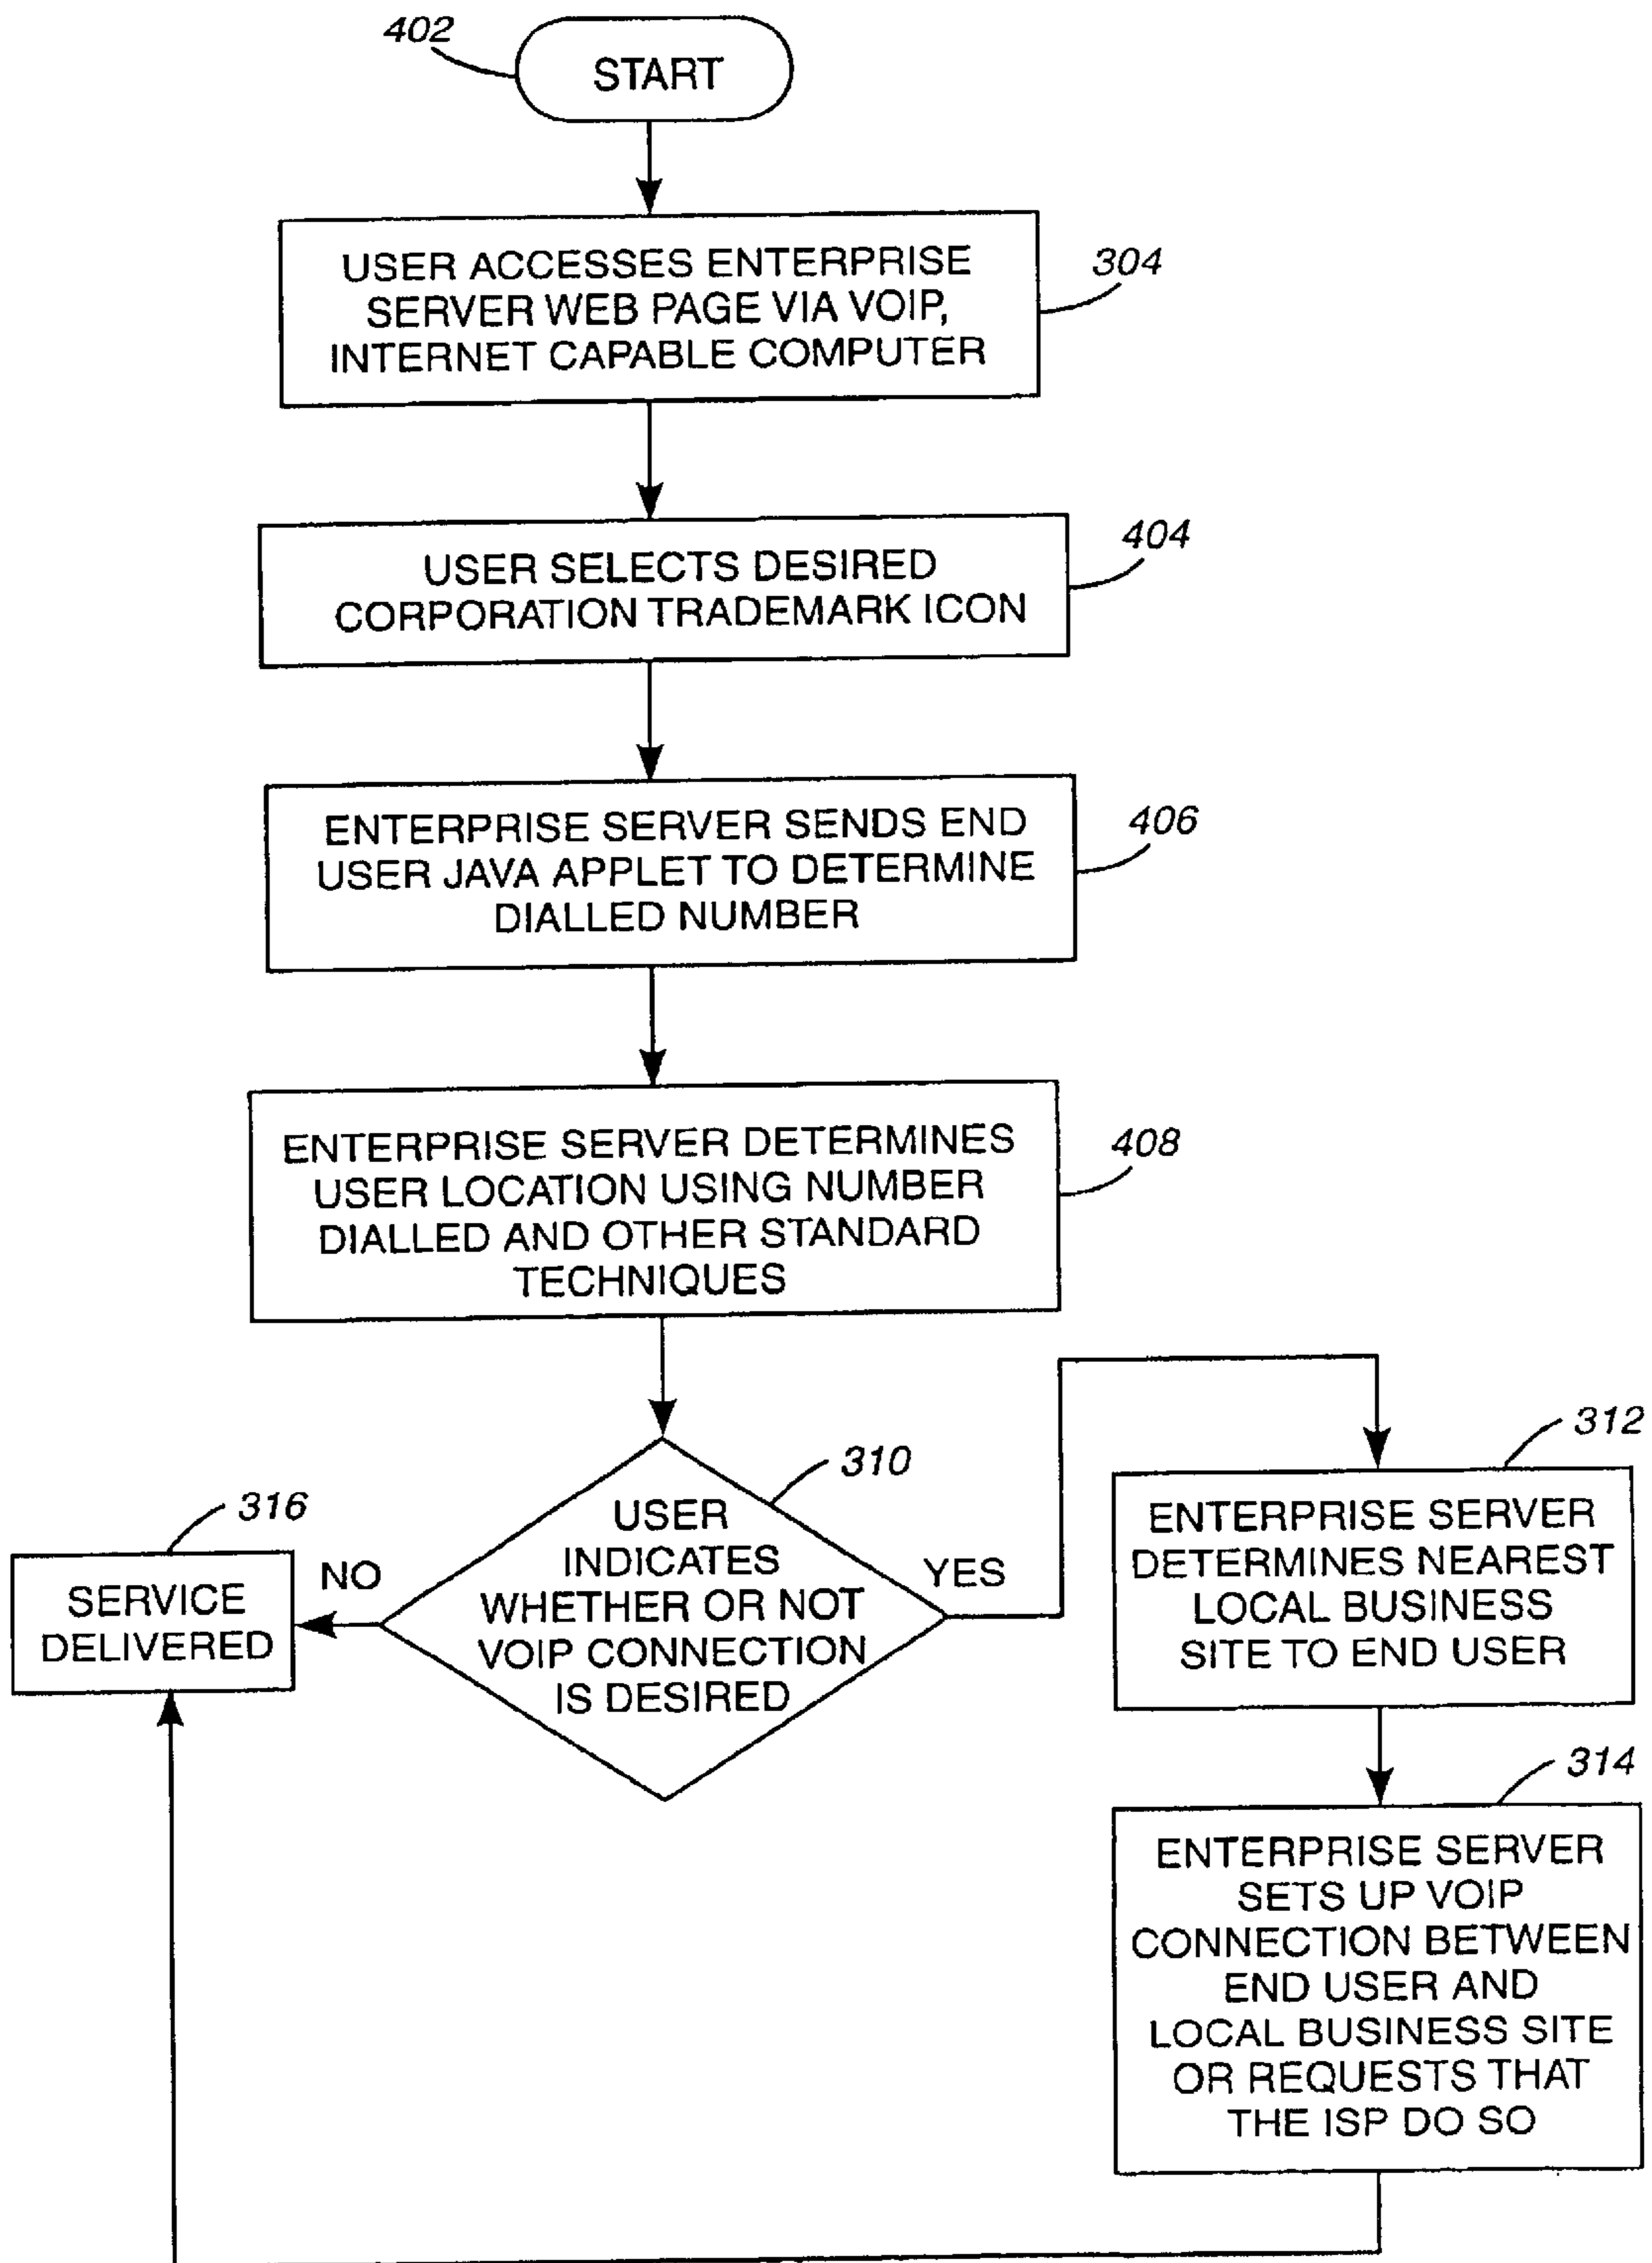 402
START
USER ACCESSES ENTERPRISE
SERVER WEB PAGE VIA VOIP,
INTERNET CAPABLE COMPUTER
304
USER SELECTS DESIRED
CORPORATION TRADEMARK ICON
404
ENTERPRISE SERVER SENDS END
USER JAVA APPLET TO DETERMINE
DIALLED NUMBER
406
ENTERPRISE SERVER DETERMINES
USER LOCATION USING NUMBER
DIALLED AND OTHER STANDARD
TECHNIQUES
408
USER
INDICATES
WHETHER OR NOT
VOIP CONNECTION
IS DESIRED
310
NO
316
SERVICE
DELIVERED
YES
312
ENTERPRISE SERVER
DETERMINES NEAREST
LOCAL BUSINESS
SITE TO END USER
314
ENTERPRISE SERVER
SETS UP VOIP
CONNECTION BETWEEN
END USER AND
LOCAL BUSINESS SITE
OR REQUESTS THAT
THE ISP DO SO